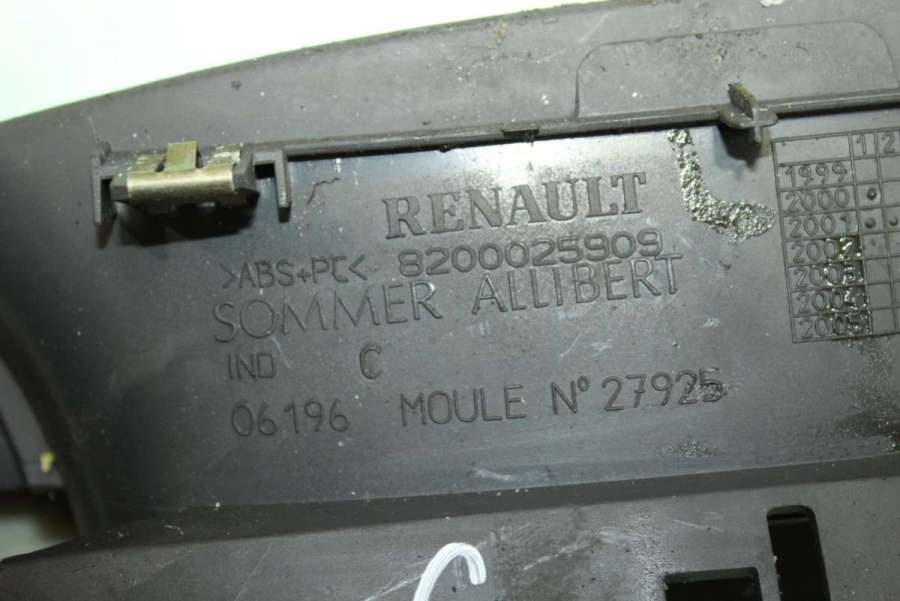 RENAULT
>ABS+PC< 8200025909
SOMMER ALLIBERT
IND C
06196 MOULE Nº 27925
1 2
1999
2000
2001
2002
2003
2004
2005